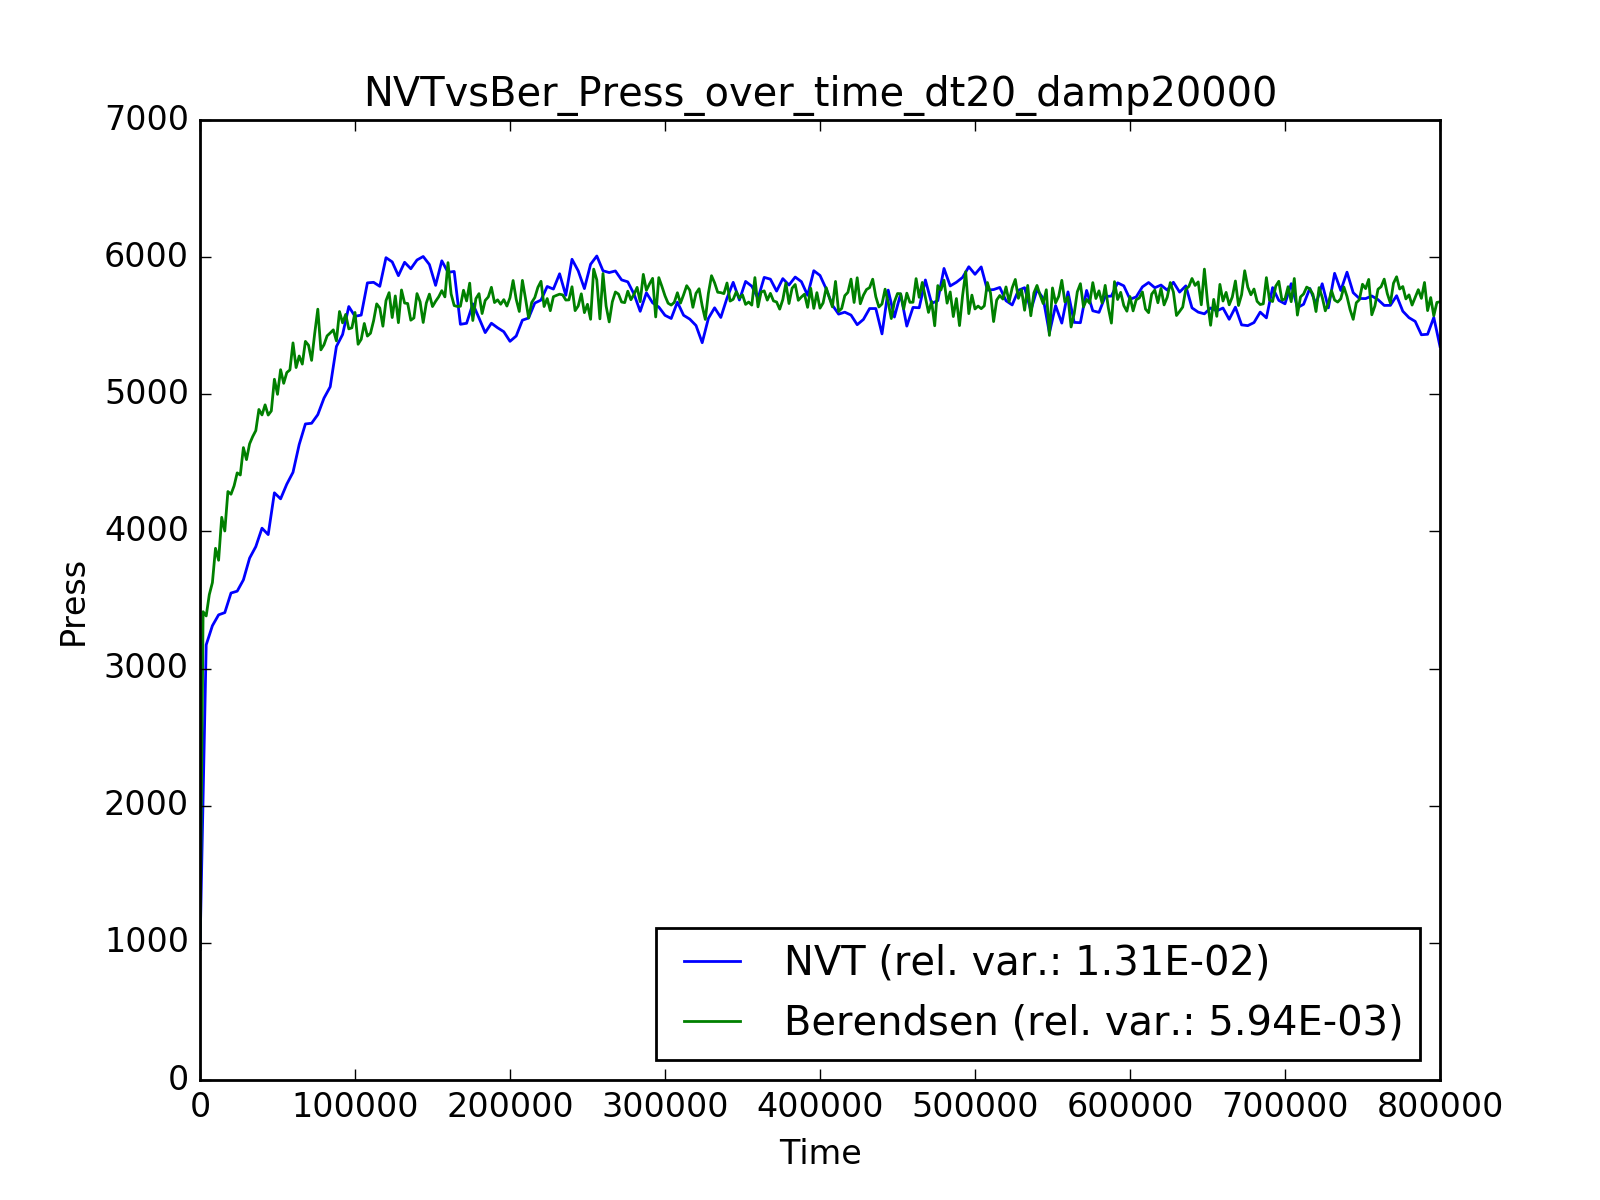 NVTvsBer_Press_over_time_dt20_damp20000
7000
6000
5000
4000
3000
2000
1000
0
Press
NVT (rel. var.: 1.31E-02)
Berendsen (rel. var.: 5.94E-03)
0 100000 200000 300000 400000 500000 600000 700000 800000
Time